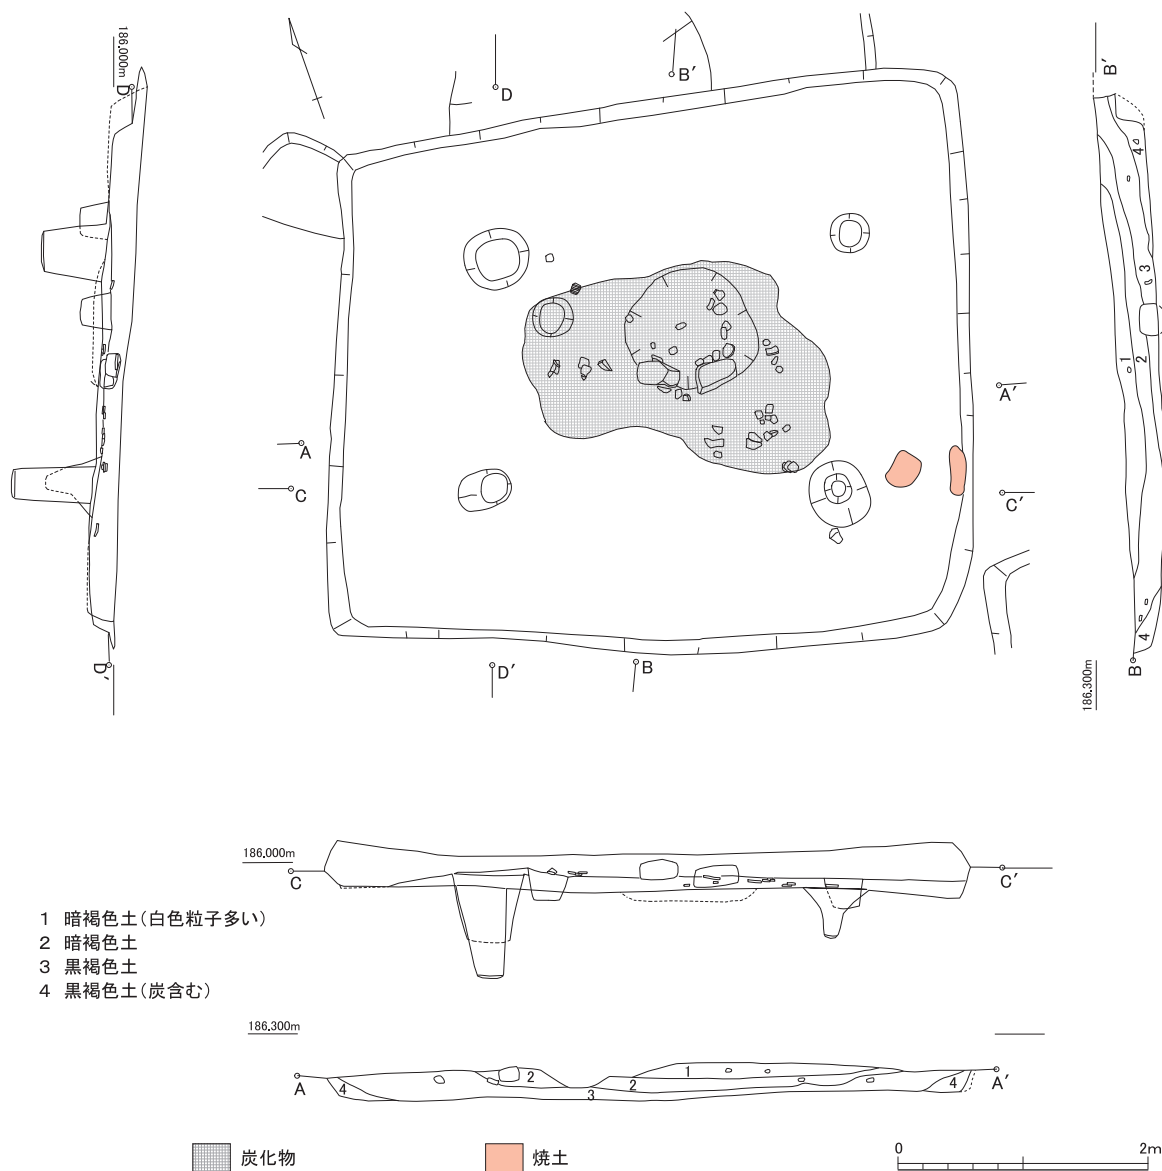 186.000m
D
D
B′
B′
4
3
1
2
A
A′
C
C′
4
D′
D′
B
B
186.300m
186.000m
C
C′
1 暗褐色土(白色粒子多い)
2 暗褐色土
3 黒褐色土
4 黒褐色土(炭含む)
186.300m
A
4
2
3
2
1
4
A′
炭化物
焼土
0
2m